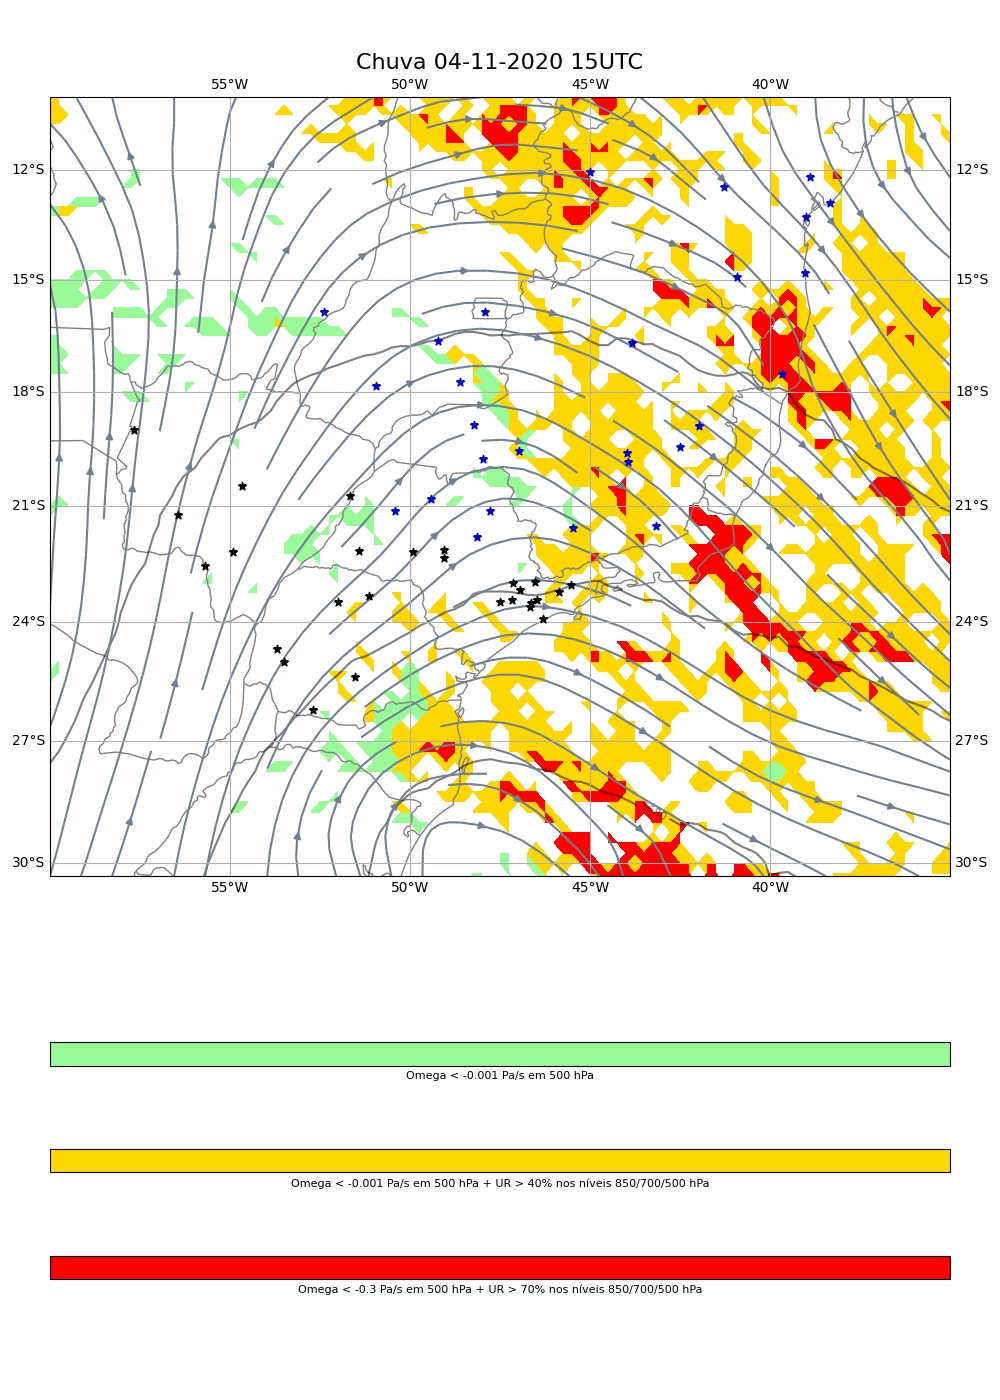 Chuva 04-11-2020 15UTC
55°W 50°W 45°W 40°W
12°S 12°S
15°S 15°S
18°S 18°S
21°S 21°S
24°S 24°S
27°S 27°S
30°S 30°S
55°W 50°W 45°W 40°W
Omega < -0.001 Pa/s em 500 hPa
Omega < -0.001 Pa/s em 500 hPa + UR > 40% nos níveis 850/700/500 hPa
Omega < -0.3 Pa/s em 500 hPa + UR > 70% nos níveis 850/700/500 hPa